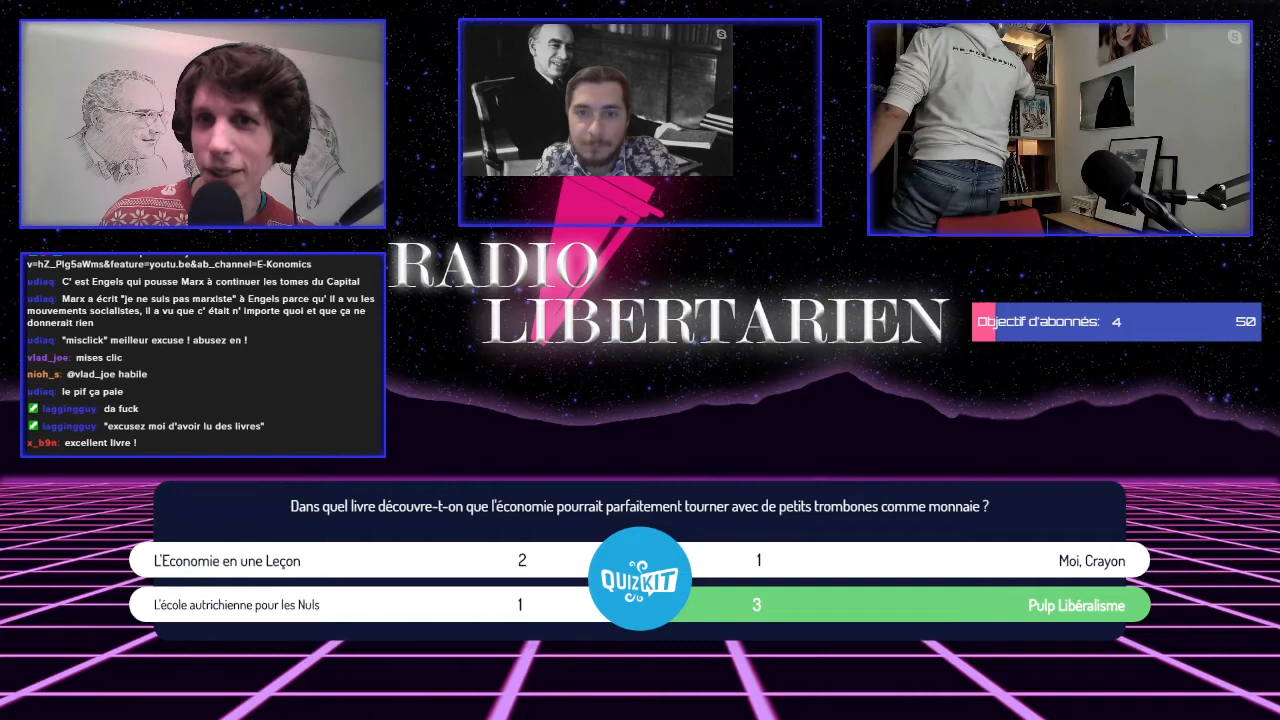 v=hZ_PIg5aWms&feature=youtu.be&ab_channel=E-Konomics
udiaq: C' est Engels qui pousse Marx à continuer les tomes du Capital
udiaq: Marx a écrit "je ne suis pas marxiste" à Engels parce qu' il a vu les
mouvements socialistes, il a vu que c' était n' importe quoi et que ça ne
donnerait rien
udiaq: "misclick" meilleur excuse ! abusez en !
vlad_joe: mises clic
nioh_s: @vlad_joe habile
udiaq: le pif ça paie
laggingguy: da fuck
laggingguy: "excusez moi d'avoir lu des livres"
x_b9n: excellent livre !
RADIO
LIBERTARIEN
Objectif d'abonnés: 4 50
Dans quel livre découvre-t-on que l'économie pourrait parfaitement tourner avec de petits trombones comme monnaie ?
L'Economie en une Leçon 2
1 Moi, Crayon
QUIZKIT
L'école autrichienne pour les Nuls 1
3 Pulp Libéralisme